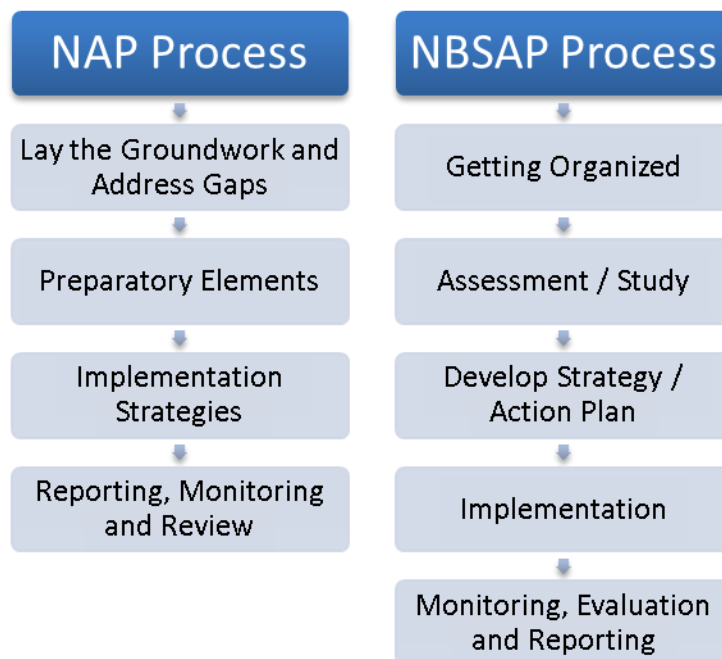 NAP Process
Lay the Groundwork and
Address Gaps
Preparatory Elements
Implementation
Strategies
Reporting, Monitoring
and Review
NBSAP Process
Getting Organized
Assessment / Study
Develop Strategy /
Action Plan
Implementation
Monitoring, Evaluation
and Reporting